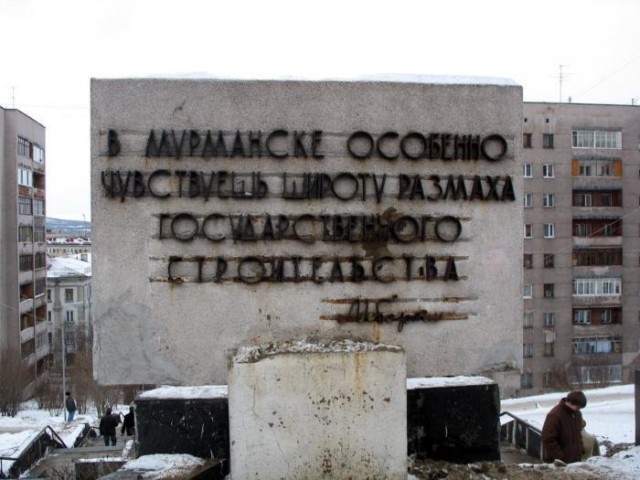 В МУРМАНСКЕ ОСОБЕННО
ЧУВСТВУЕШЬ ШИРОТУ РАЗМАХА
ГОСУДАРСТВЕННОГО
СТРОИТЕЛЬСТВА